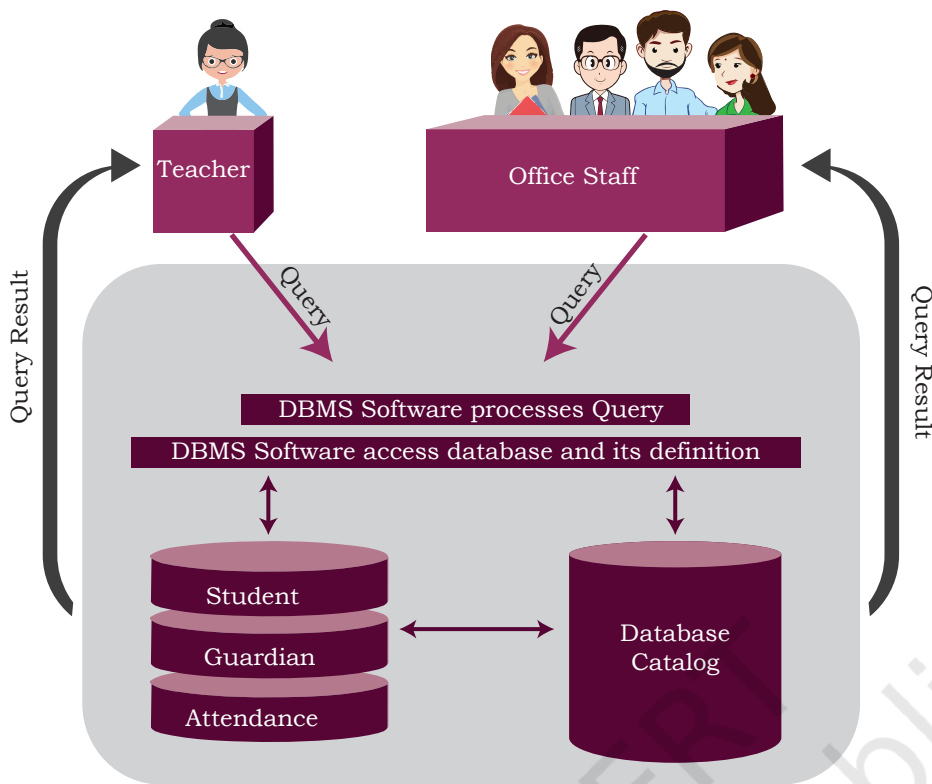 Teacher
Office Staff
Query
Query
Query Result
Query Result
DBMS Software processes Query
DBMS Software access database and its definition
Student
Guardian
Attendance
Database
Catalog